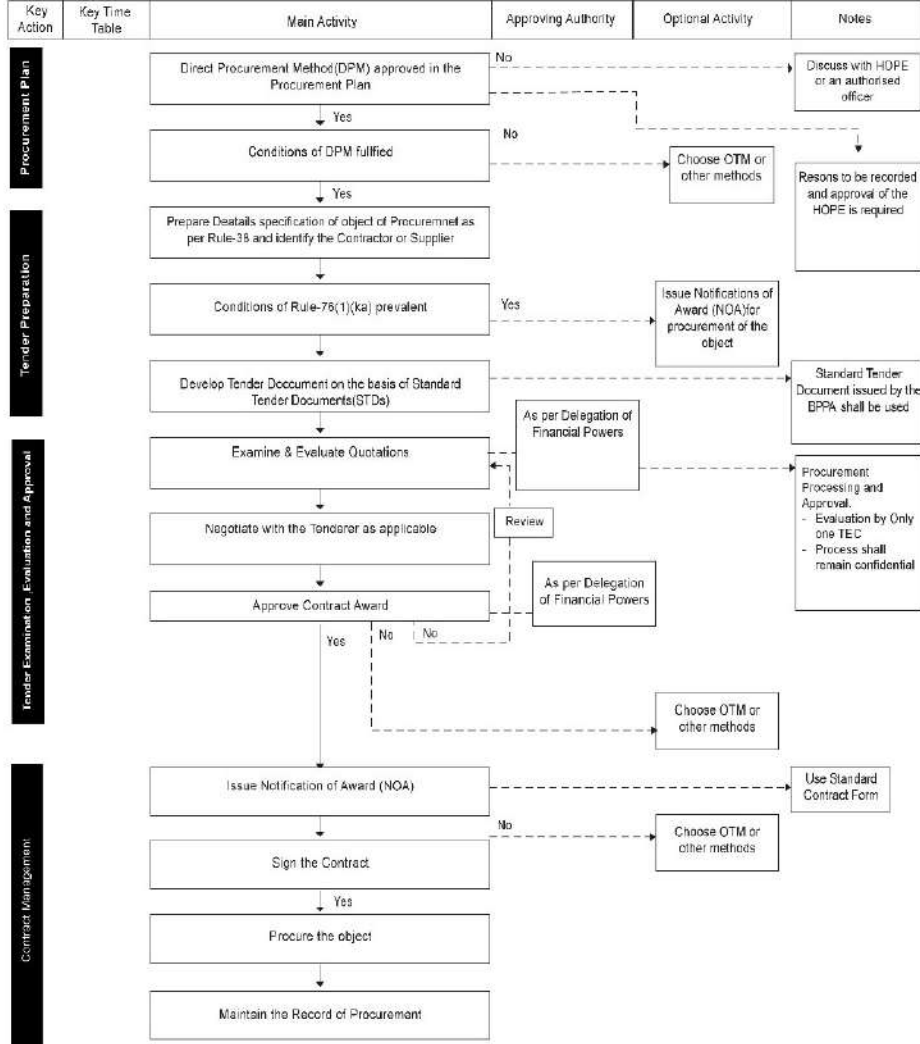 Key
Action
Key Time
Table
Main Activity
Approving Authority
Optional Activity
Notes
Procurement Plan
Direct Procurement Method(DPM) approved in the
Procurement Plan
No
Discuss with HOPE
or an authorised
officer
Yes
Conditions of DPM fullfied
No
Choose OTM or
other methods
Resons to be recorded
and approval of the
HOPE is required
Yes
Tender Preparation
Prepare Deatails specification of object of Procuremnet as
per Rule-38 and identify the Contractor or Supplier
Conditions of Rule-76(1)(ka) prevalent
Yes
Issue Notifications of
Award (NOA)for
procurement of the
object
Develop Tender Doccument on the basis of Standard
Tender Documents(STDs)
Standard Tender
Document issued by the
BPPA shall be used
Tender Examination ,Evaluation and Approval
Examine & Evaluate Quotations
As per Delegation of
Financial Powers
Procurement
Processing and
Approval.
- Evaluation by Only
one TEC
- Process shall
remain confidential
Negotiate with the Tenderer as applicable
Review
Approve Contract Award
As per Delegation
of Financial Powers
Yes
No
No
Choose OTM or
other methods
Contract Management
Issue Notification of Award (NOA)
Use Standard
Contract Form
No
Choose OTM or
other methods
Sign the Contract
Yes
Procure the object
Maintain the Record of Procurement